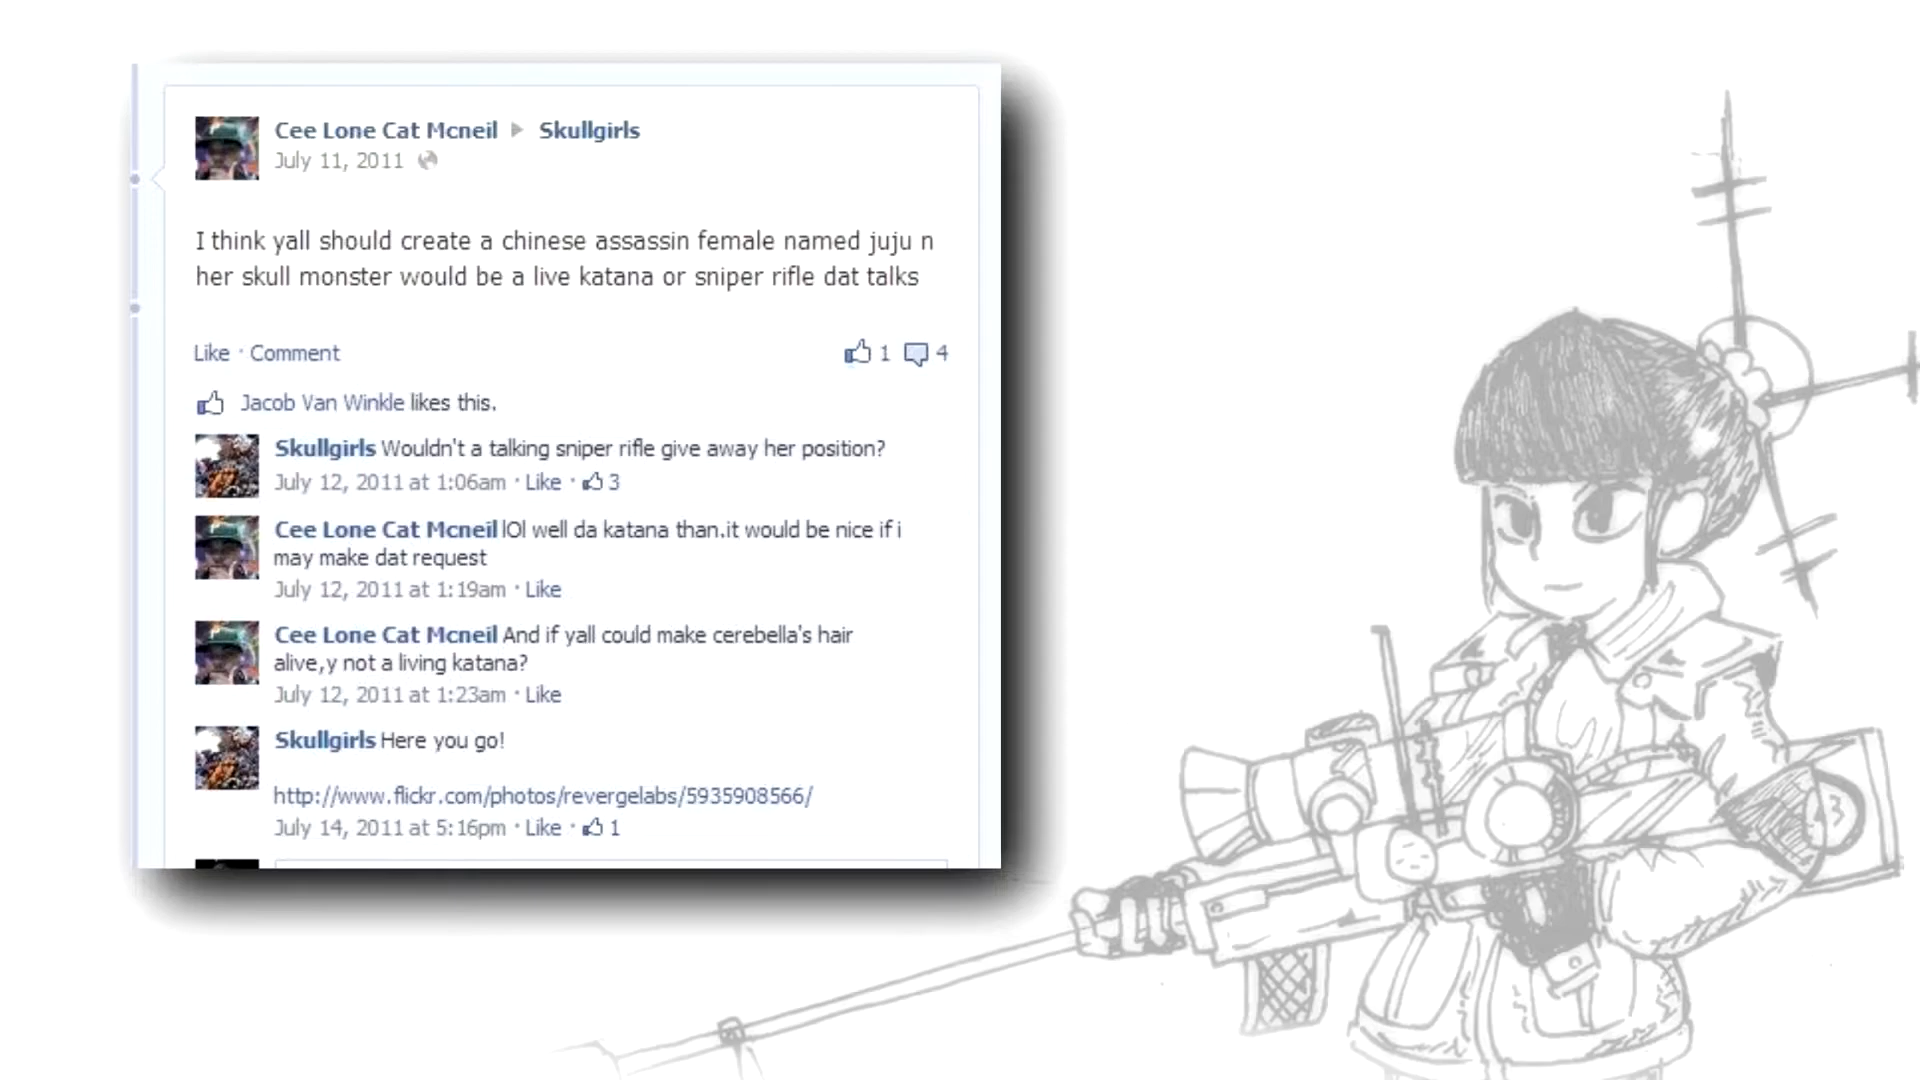 Cee Lone Cat Mcneil Skullgirls
July 11, 2011
I think yall should create a chinese assassin female named juju n
her skull monster would be a live katana or sniper rifle dat talks
Like · Comment 1 4
Jacob Van Winkle likes this.
Skullgirls Wouldn't a talking sniper rifle give away her position?
July 12, 2011 at 1:06am · Like · 3
Cee Lone Cat Mcneil lOl well da katana than.it would be nice if i
may make dat request
July 12, 2011 at 1:19am · Like
Cee Lone Cat Mcneil And if yall could make cerebella's hair
alive,y not a living katana?
July 12, 2011 at 1:23am · Like
Skullgirls Here you go!
http://www.flickr.com/photos/revergelabs/5935908566/
July 14, 2011 at 5:16pm · Like · 1